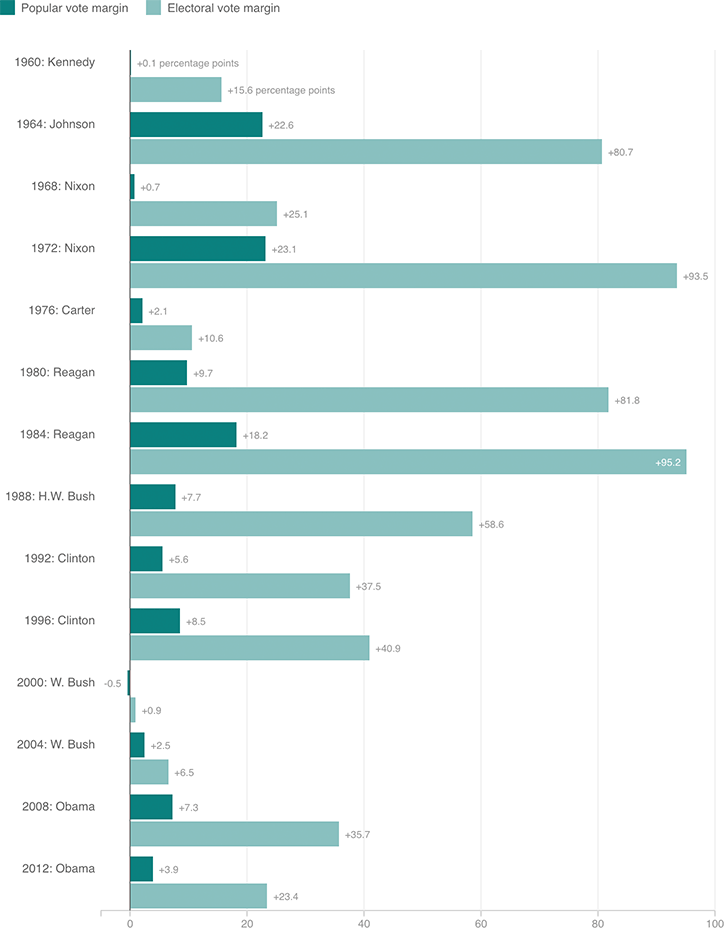 Popular vote margin
Electoral vote margin
1960: Kennedy
+0.1 percentage points
+15.6 percentage points
1964: Johnson
+22.6
+80.7
1968: Nixon
+0.7
+25.1
1972: Nixon
+23.1
+93.5
1976: Carter
+2.1
+10.6
1980: Reagan
+9.7
+81.8
1984: Reagan
+18.2
+95.2
1988: H.W. Bush
+7.7
+58.6
1992: Clinton
+5.6
+37.5
1996: Clinton
+8.5
+40.9
2000: W. Bush
-0.5
+0.9
2004: W. Bush
+2.5
+6.5
2008: Obama
+7.3
+35.7
2012: Obama
+3.9
+23.4
0 20 40 60 80 100